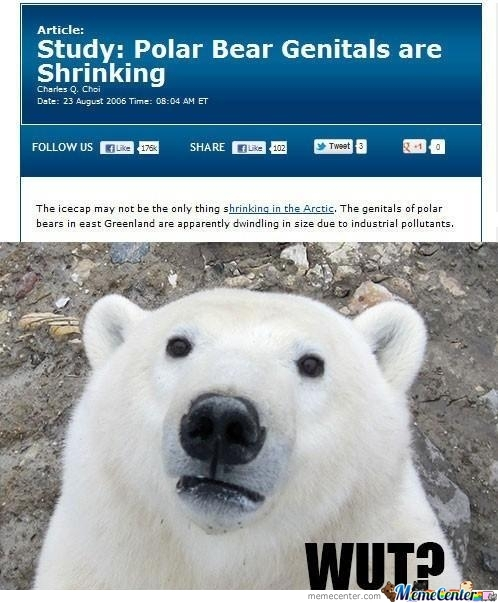 Article:
Study: Polar Bear Genitals are
Shrinking
Charles Q. Choi
Date: 23 August 2006 Time: 08:04 AM ET
FOLLOW US Like 176k SHARE Like 102 Tweet 3 +1 0
The icecap may not be the only thing shrinking in the Arctic. The genitals of polar
bears in east Greenland are apparently dwindling in size due to industrial pollutants.
WUT?
memecenter.com MemeCenter